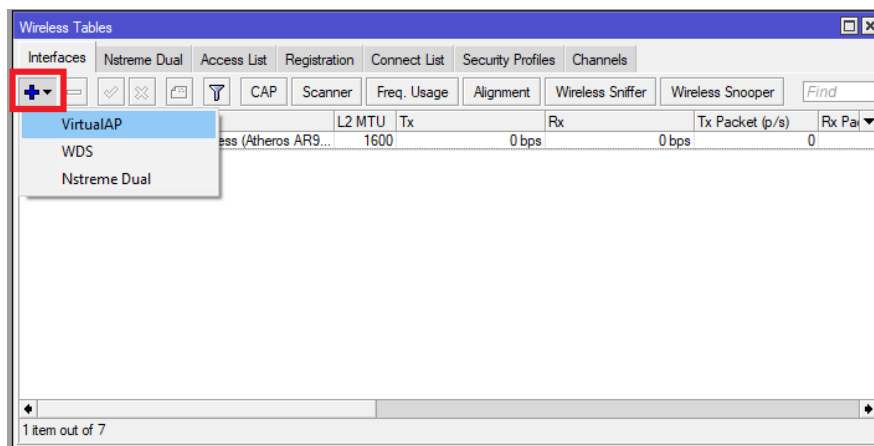 Wireless Tables
Interfaces Nstreme Dual Access List Registration Connect List Security Profiles Channels
CAP Scanner Freq. Usage Alignment Wireless Sniffer Wireless Snooper Find
L2 MTU Tx Rx Tx Packet (p/s) Rx Pa
ess (Atheros AR9... 1600 0 bps 0 bps 0
VirtualAP
WDS
Nstreme Dual
1 item out of 7